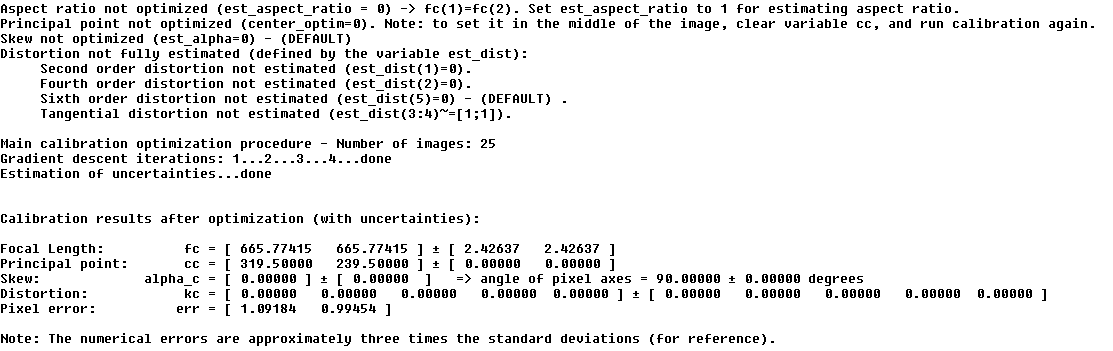 Aspect ratio not optimized (est_aspect_ratio = 0) -> fc(1)=fc(2). Set est_aspect_ratio to 1 for estimating aspect ratio.
Principal point not optimized (center_optim=0). Note: to set it in the middle of the image, clear variable cc, and run calibration again.
Skew not optimized (est_alpha=0) - (DEFAULT)
Distortion not fully estimated (defined by the variable est_dist):
     Second order distortion not estimated (est_dist(1)=0).
     Fourth order distortion not estimated (est_dist(2)=0).
     Sixth order distortion not estimated (est_dist(5)=0) - (DEFAULT) .
     Tangential distortion not estimated (est_dist(3:4)~=[1;1]).
Main calibration optimization procedure - Number of images: 25
Gradient descent iterations: 1...2...3...4...done
Estimation of uncertainties...done
Calibration results after optimization (with uncertainties):
Focal Length:          fc = [ 665.77415   665.77415 ] ± [ 2.42637   2.42637 ]
Principal point:       cc = [ 319.50000   239.50000 ] ± [ 0.00000   0.00000 ]
Skew:             alpha_c = [ 0.00000 ] ± [ 0.00000  ]   => angle of pixel axes = 90.00000 ± 0.00000 degrees
Distortion:            kc = [ 0.00000   0.00000   0.00000   0.00000  0.00000 ] ± [ 0.00000   0.00000   0.00000   0.00000  0.00000 ]
Pixel error:          err = [ 1.09184   0.99454 ]
Note: The numerical errors are approximately three times the standard deviations (for reference).